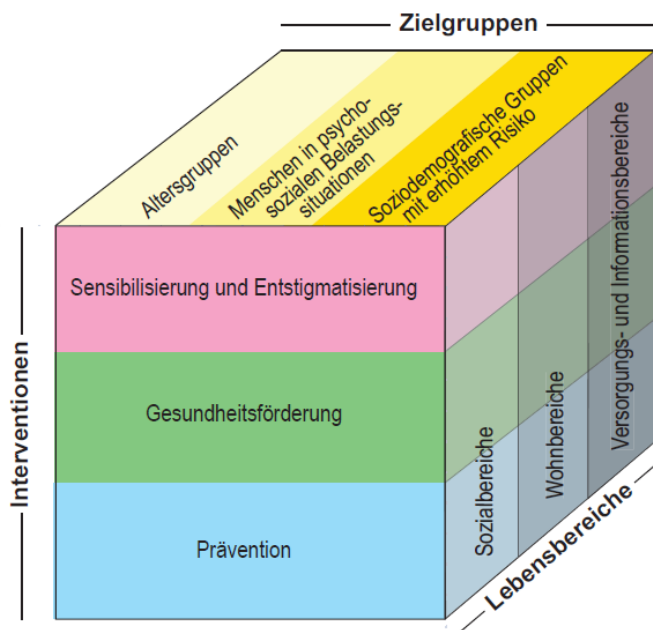 Zielgruppen
Altersgruppen
Menschen in psycho-
sozialen Belastungs-
situationen
Soziodemografische Gruppen
mit erhöhtem Risiko
Interventionen
Sensibilisierung und Entstigmatisierung
Gesundheitsförderung
Prävention
Sozialbereiche
Wohnbereiche
Versorgungs- und Informationsbereiche
Lebensbereiche